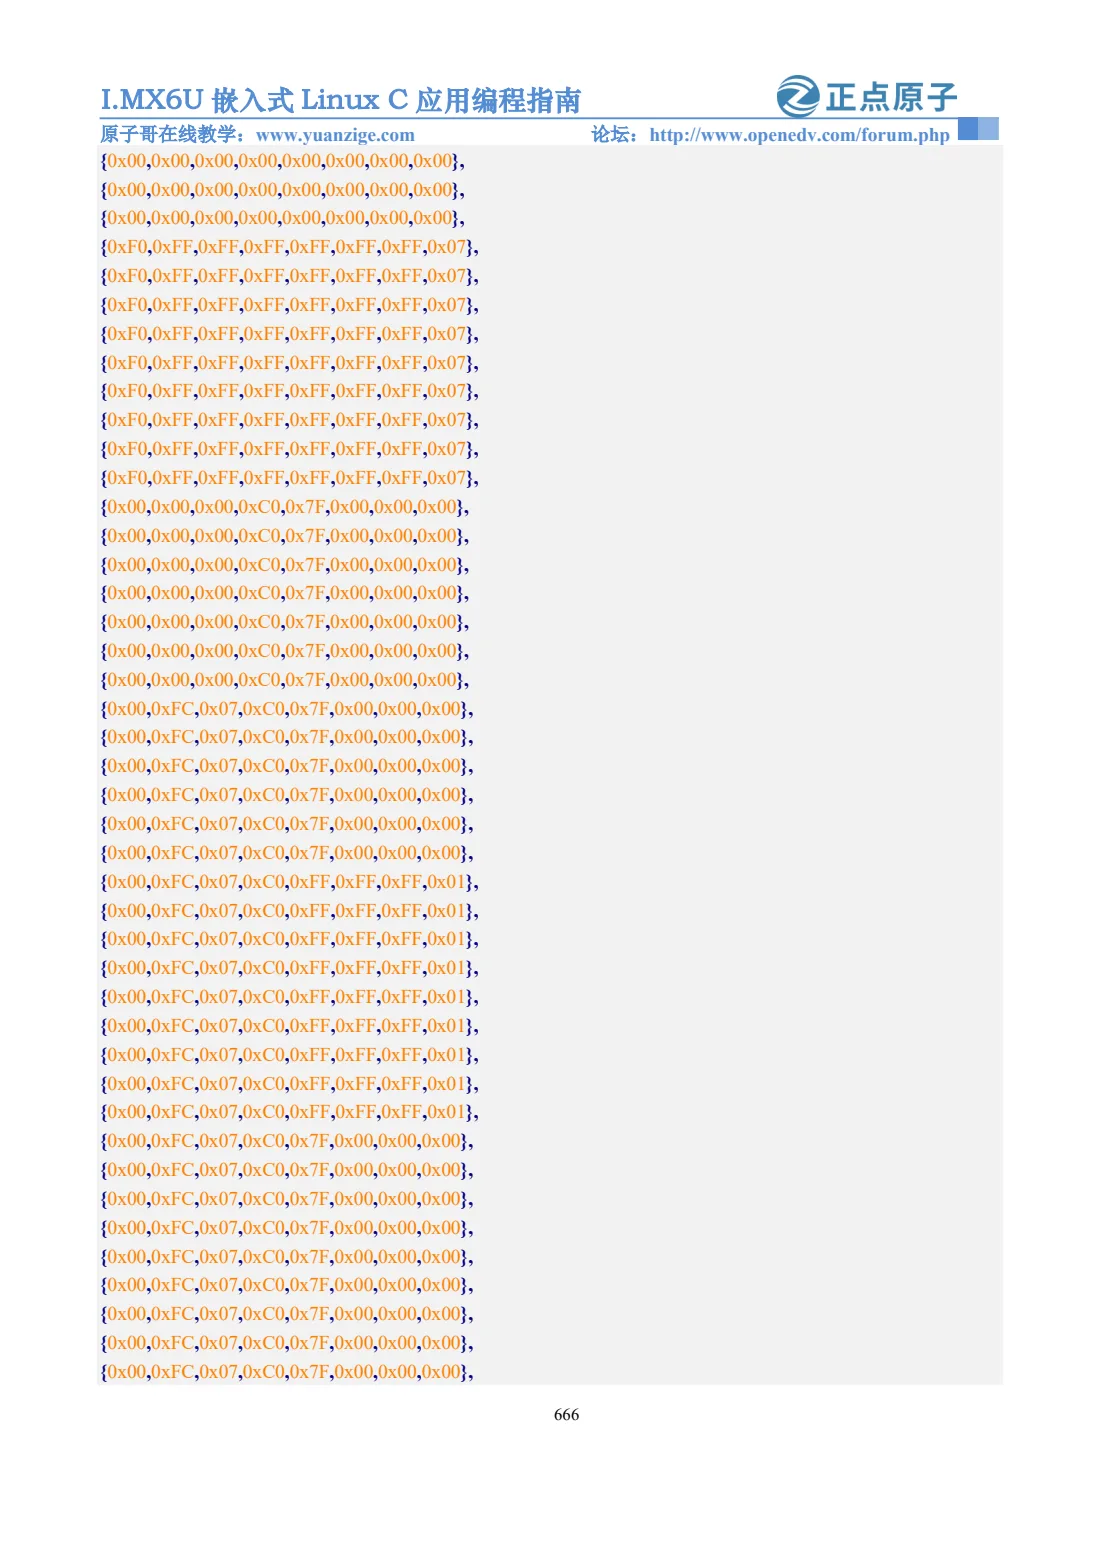 I.MX6U 嵌入式 Linux C 应用编程指南
正点原子
原子哥在线教学：www.yuanzige.com 论坛：http://www.openedv.com/forum.php
{0x00,0x00,0x00,0x00,0x00,0x00,0x00,0x00},
{0x00,0x00,0x00,0x00,0x00,0x00,0x00,0x00},
{0x00,0x00,0x00,0x00,0x00,0x00,0x00,0x00},
{0xF0,0xFF,0xFF,0xFF,0xFF,0xFF,0xFF,0x07},
{0xF0,0xFF,0xFF,0xFF,0xFF,0xFF,0xFF,0x07},
{0xF0,0xFF,0xFF,0xFF,0xFF,0xFF,0xFF,0x07},
{0xF0,0xFF,0xFF,0xFF,0xFF,0xFF,0xFF,0x07},
{0xF0,0xFF,0xFF,0xFF,0xFF,0xFF,0xFF,0x07},
{0xF0,0xFF,0xFF,0xFF,0xFF,0xFF,0xFF,0x07},
{0xF0,0xFF,0xFF,0xFF,0xFF,0xFF,0xFF,0x07},
{0xF0,0xFF,0xFF,0xFF,0xFF,0xFF,0xFF,0x07},
{0xF0,0xFF,0xFF,0xFF,0xFF,0xFF,0xFF,0x07},
{0x00,0x00,0x00,0xC0,0x7F,0x00,0x00,0x00},
{0x00,0x00,0x00,0xC0,0x7F,0x00,0x00,0x00},
{0x00,0x00,0x00,0xC0,0x7F,0x00,0x00,0x00},
{0x00,0x00,0x00,0xC0,0x7F,0x00,0x00,0x00},
{0x00,0x00,0x00,0xC0,0x7F,0x00,0x00,0x00},
{0x00,0x00,0x00,0xC0,0x7F,0x00,0x00,0x00},
{0x00,0x00,0x00,0xC0,0x7F,0x00,0x00,0x00},
{0x00,0xFC,0x07,0xC0,0x7F,0x00,0x00,0x00},
{0x00,0xFC,0x07,0xC0,0x7F,0x00,0x00,0x00},
{0x00,0xFC,0x07,0xC0,0x7F,0x00,0x00,0x00},
{0x00,0xFC,0x07,0xC0,0x7F,0x00,0x00,0x00},
{0x00,0xFC,0x07,0xC0,0x7F,0x00,0x00,0x00},
{0x00,0xFC,0x07,0xC0,0x7F,0x00,0x00,0x00},
{0x00,0xFC,0x07,0xC0,0xFF,0xFF,0xFF,0x01},
{0x00,0xFC,0x07,0xC0,0xFF,0xFF,0xFF,0x01},
{0x00,0xFC,0x07,0xC0,0xFF,0xFF,0xFF,0x01},
{0x00,0xFC,0x07,0xC0,0xFF,0xFF,0xFF,0x01},
{0x00,0xFC,0x07,0xC0,0xFF,0xFF,0xFF,0x01},
{0x00,0xFC,0x07,0xC0,0xFF,0xFF,0xFF,0x01},
{0x00,0xFC,0x07,0xC0,0xFF,0xFF,0xFF,0x01},
{0x00,0xFC,0x07,0xC0,0xFF,0xFF,0xFF,0x01},
{0x00,0xFC,0x07,0xC0,0xFF,0xFF,0xFF,0x01},
{0x00,0xFC,0x07,0xC0,0x7F,0x00,0x00,0x00},
{0x00,0xFC,0x07,0xC0,0x7F,0x00,0x00,0x00},
{0x00,0xFC,0x07,0xC0,0x7F,0x00,0x00,0x00},
{0x00,0xFC,0x07,0xC0,0x7F,0x00,0x00,0x00},
{0x00,0xFC,0x07,0xC0,0x7F,0x00,0x00,0x00},
{0x00,0xFC,0x07,0xC0,0x7F,0x00,0x00,0x00},
{0x00,0xFC,0x07,0xC0,0x7F,0x00,0x00,0x00},
{0x00,0xFC,0x07,0xC0,0x7F,0x00,0x00,0x00},
{0x00,0xFC,0x07,0xC0,0x7F,0x00,0x00,0x00},
666